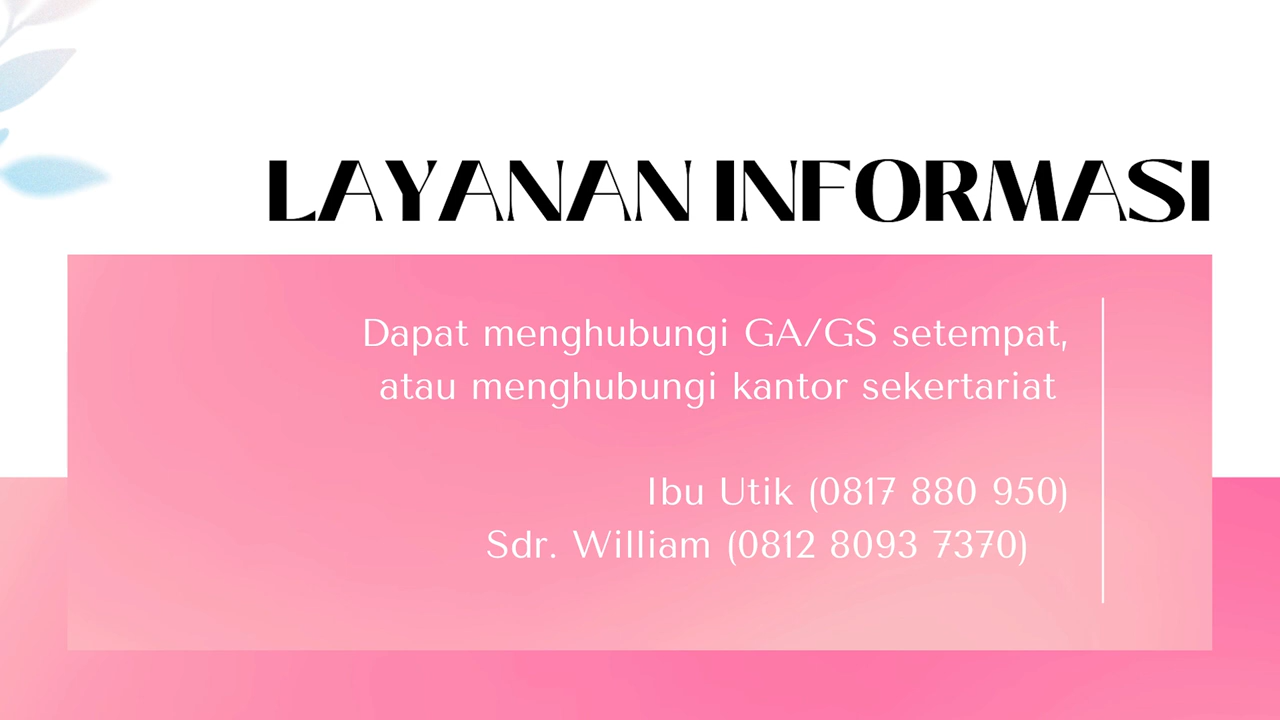 LAYANAN INFORMASI
Dapat menghubungi GA/GS setempat,
atau menghubungi kantor sekertariat
Ibu Utik (0817 880 950)
Sdr. William (0812 8093 7370)